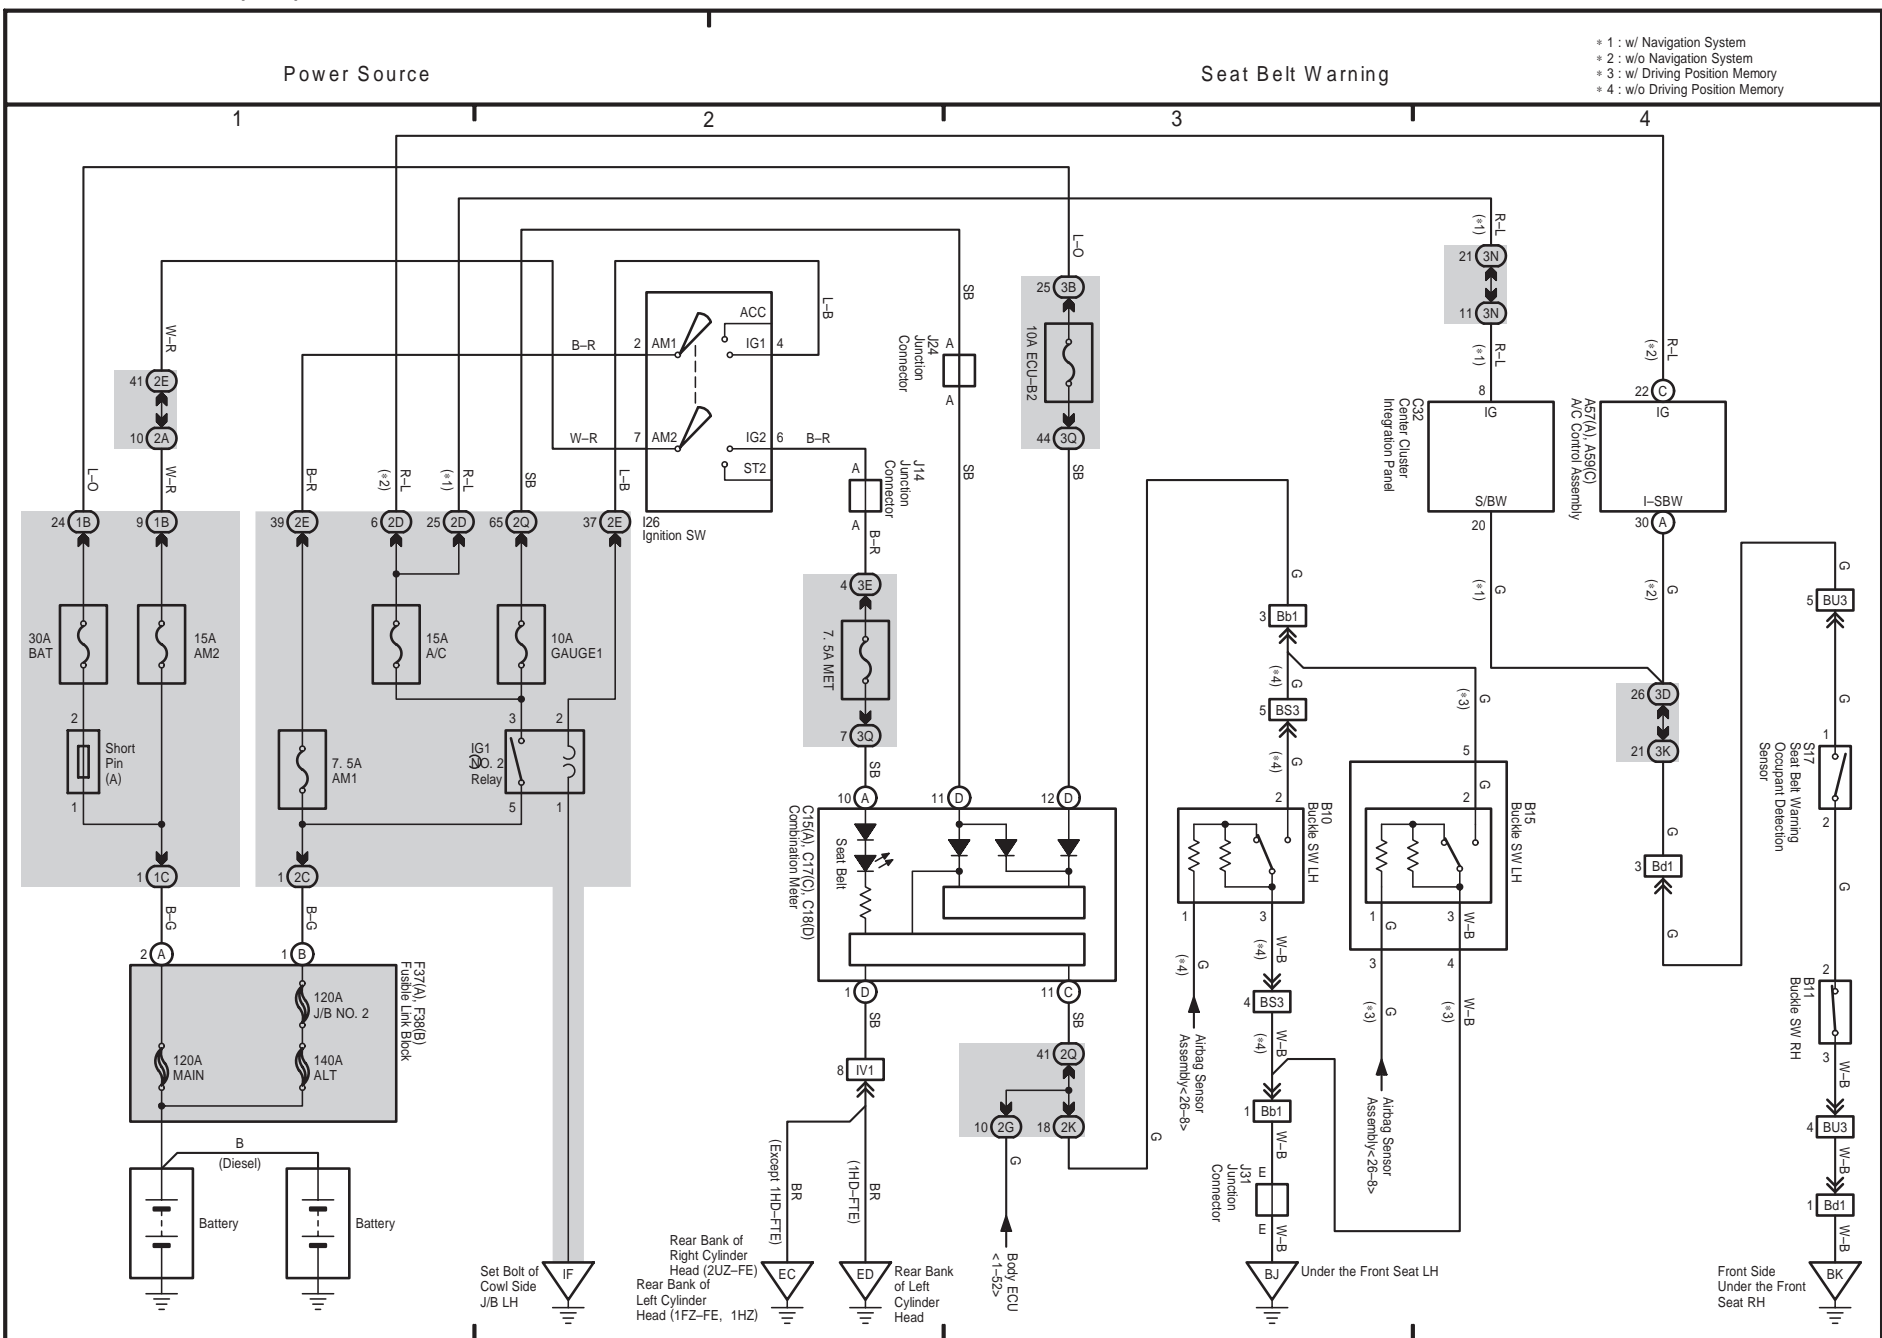 Power Source
Seat Belt Warning
* 1 : w/ Navigation System
* 2 : w/o Navigation System
* 3 : w/ Driving Position Memory
* 4 : w/o Driving Position Memory
1
2
3
4
W–R
41 2E
10 2A
W–R
L–O
B–R
R–L
(*2)
R–L
(*1)
SB
L–B
24 1B
9 1B
39 2E
6 2D
25 2D
65 2Q
37 2E
30A
BAT
15A
AM2
15A
A/C
10A
GAUGE1
2
Short
Pin
(A)
1
7. 5A
AM1
3
2
IG1
NO. 2
Relay
5
1
1 1C
1 2C
B–G
B–G
2 A
1 B
120A
J/B NO. 2
120A
MAIN
140A
ALT
F37(A), F38(B)
Fusible Link Block
B
(Diesel)
Battery
Battery
Set Bolt of
Cowl Side
J/B LH
IF
B–R
2
AM1
ACC
IG1
4
L–B
W–R
7
AM2
IG2
6
B–R
ST2
I26
Ignition SW
A
J14
Junction
Connector
A
B–R
4 3E
7. 5A MET
7 3Q
SB
SB
A
J24
Junction
Connector
A
SB
L–O
25 3B
10A ECU–B2
44 3Q
SB
10 A
11 D
12 D
Seat Belt
C15(A), C17(C), C18(D)
Combination Meter
1 D
11 C
SB
SB
8 IV1
41 2Q
10 2G
18 2K
(Except 1HD–FTE)
BR
(1HD–FTE)
BR
G
G
Body ECU
<1–52>
Rear Bank of
Right Cylinder
Head (2UZ–FE)
Rear Bank of
Left Cylinder
Head (1FZ–FE, 1HZ)
EC
ED
Rear Bank
of Left
Cylinder
Head
G
3 Bb1
(*4)
G
5 BS3
(*4)
G
2
B10
Buckle SW LH
1
3
(*4)
G
Airbag Sensor
Assembly<26–8>
(*4)
W–B
4 BS3
(*4)
W–B
1 Bb1
W–B
E
J31
Junction
Connector
E
W–B
BJ
Under the Front Seat LH
(*3)
G
5
G
2
B15
Buckle SW LH
1
3
G
W–B
3
4
(*3)
G
(*3)
W–B
Airbag Sensor
Assembly<26–8>
R–L
(*1)
21 3N
11 3N
R–L
(*1)
8
IG
C32
Center Cluster
Integration Panel
S/BW
20
G
(*1)
R–L
(*2)
22 C
IG
A57(A), A59(C)
A/C Control Assembly
I–SBW
30 A
G
(*2)
26 3D
21 3K
G
3 Bd1
G
G
5 BU3
G
1
S17
Seat Belt Warning
Occupant Detection
Sensor
2
G
2
B11
Buckle SW RH
3
W–B
4 BU3
W–B
1 Bd1
W–B
Front Side
Under the Front
Seat RH
BK